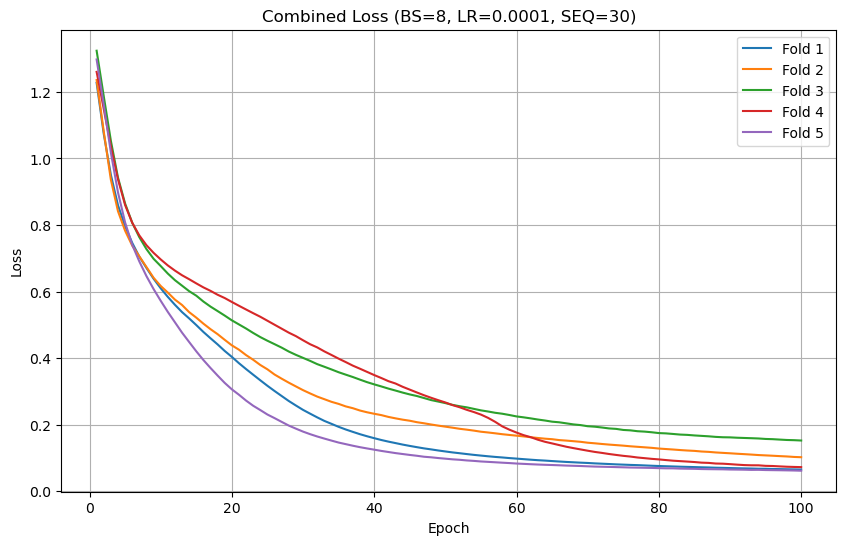 Combined Loss (BS=8, LR=0.0001, SEQ=30)
Fold 1
Fold 2
Fold 3
Fold 4
Fold 5
Loss
1.2
1.0
0.8
0.6
0.4
0.2
0.0
0 20 40 60 80 100
Epoch